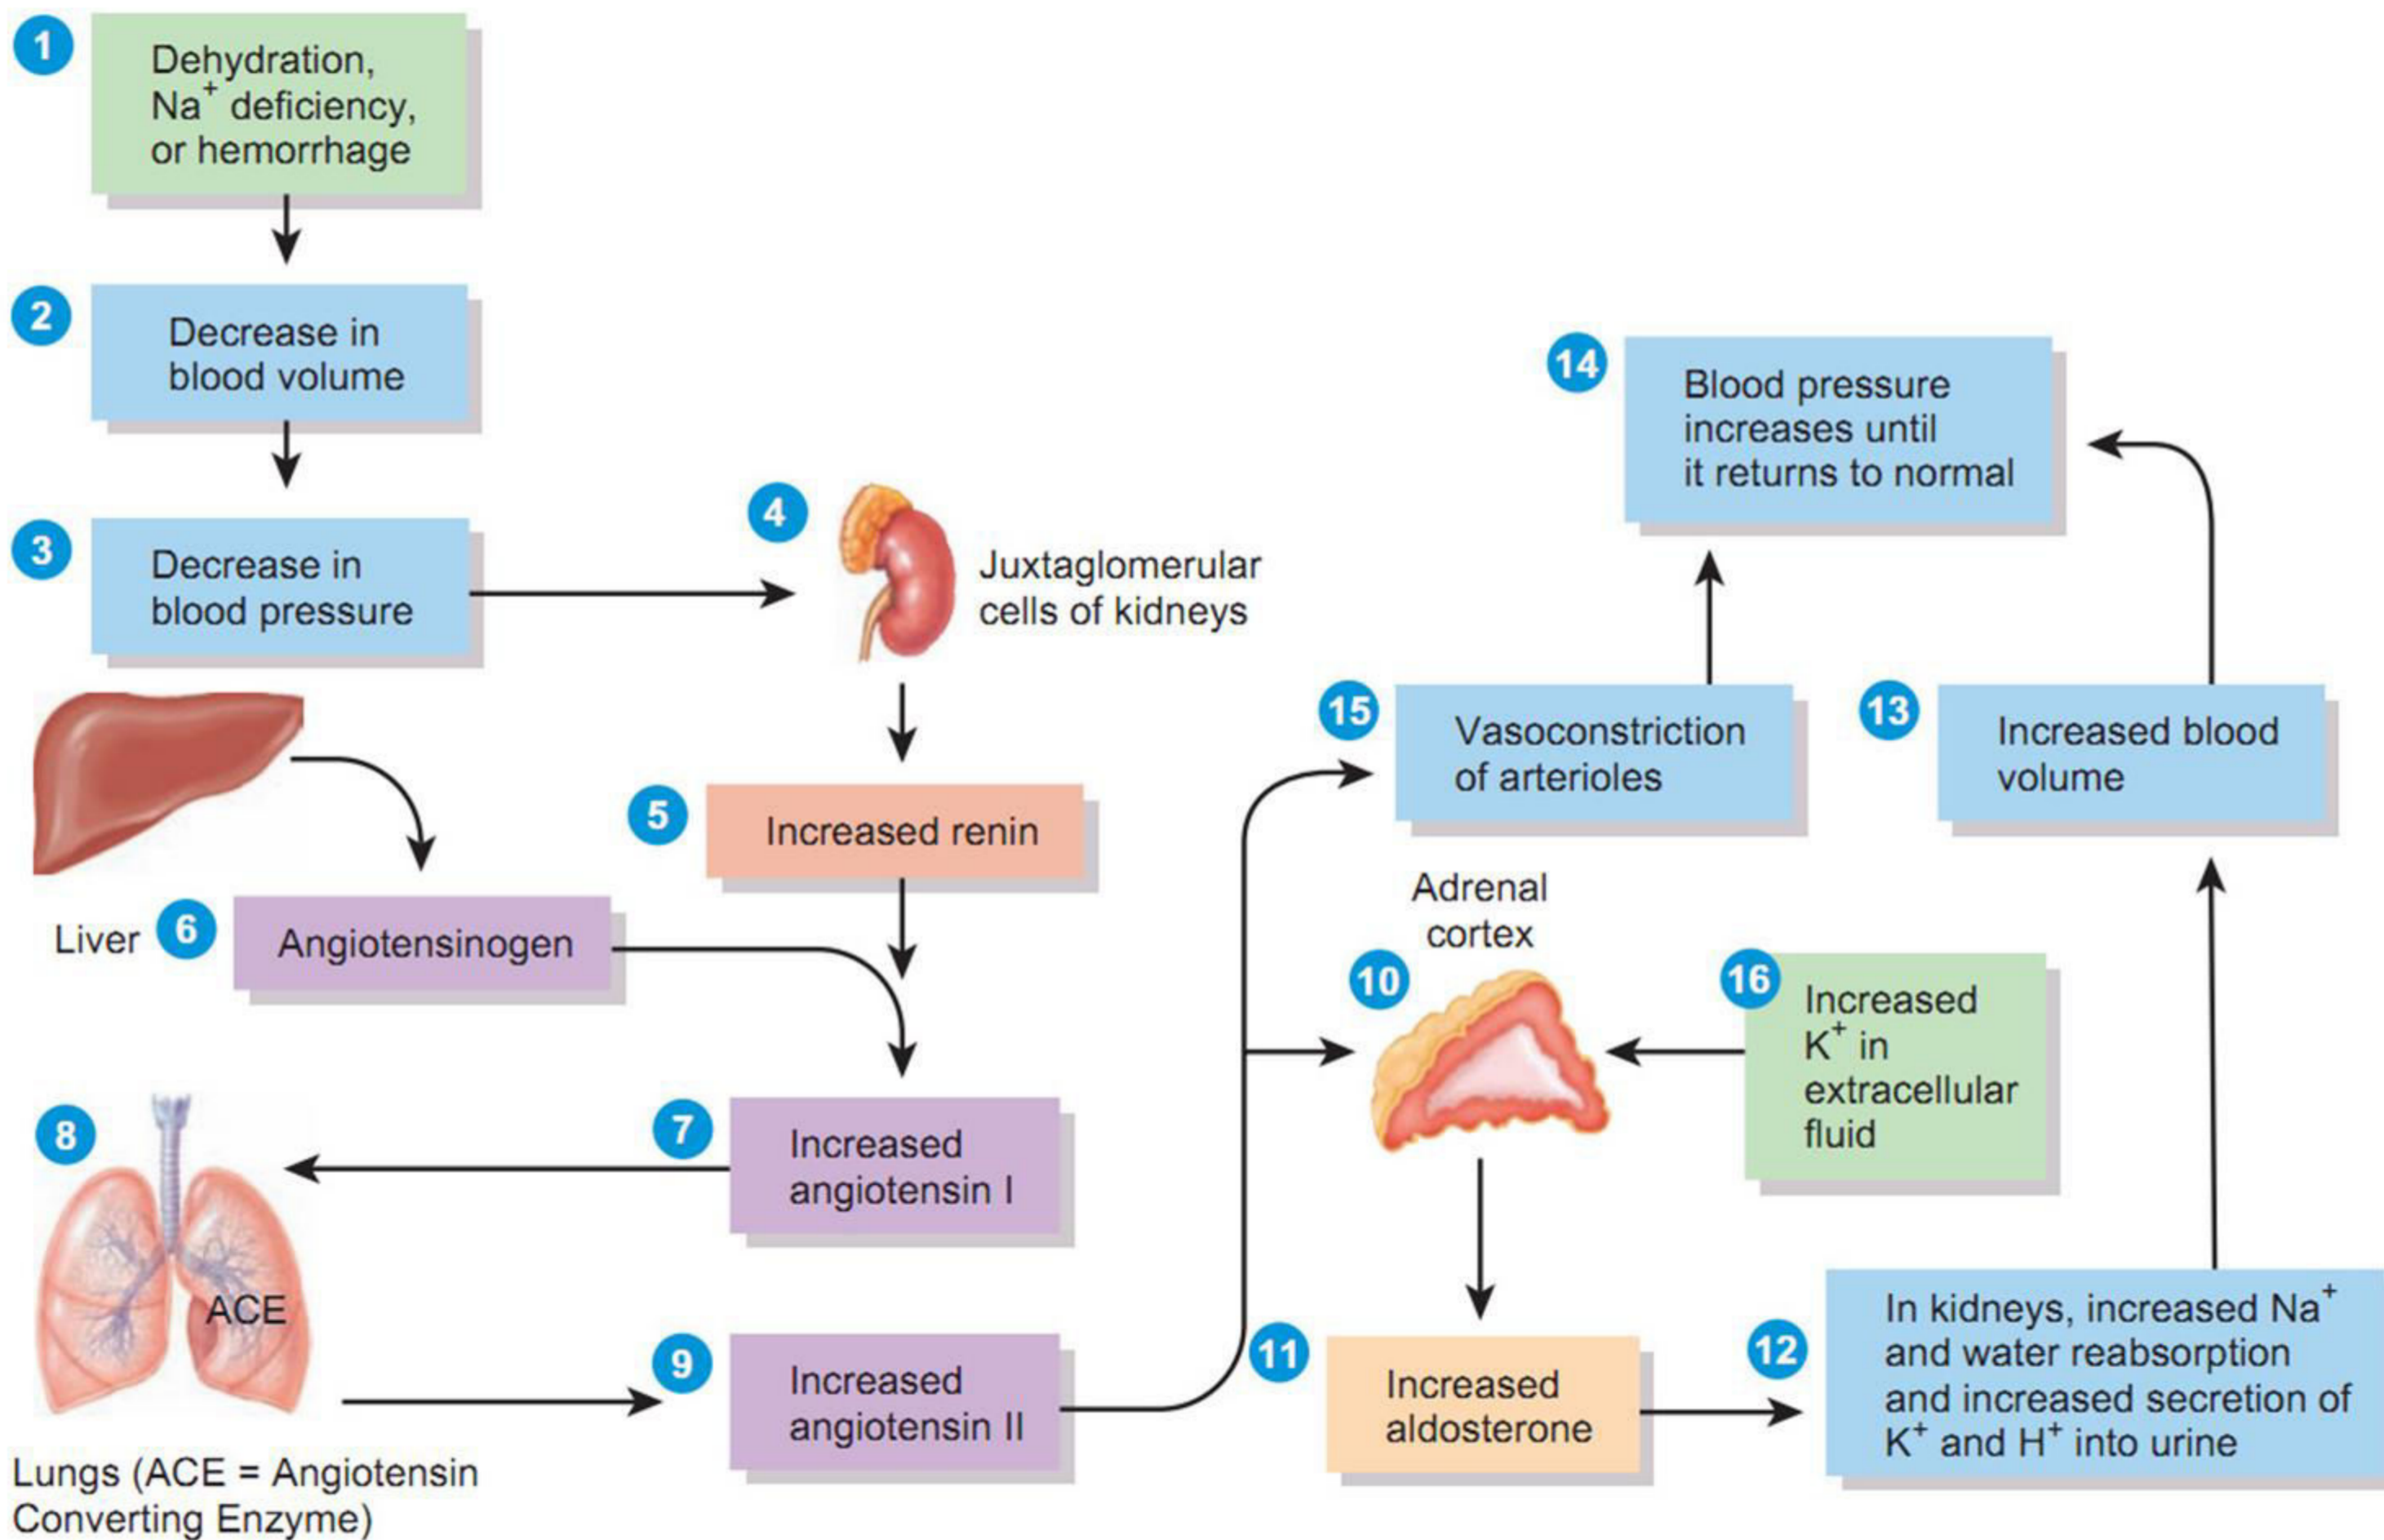 1
Dehydration,
Na⁺ deficiency,
or hemorrhage
2
Decrease in
blood volume
3
Decrease in
blood pressure
4
Juxtaglomerular
cells of kidneys
5
Increased renin
Liver
6
Angiotensinogen
7
Increased
angiotensin I
8
ACE
Lungs (ACE = Angiotensin
Converting Enzyme)
9
Increased
angiotensin II
Adrenal
cortex
10
11
Increased
aldosterone
12
In kidneys, increased Na⁺
and water reabsorption
and increased secretion of
K⁺ and H⁺ into urine
13
Increased blood
volume
14
Blood pressure
increases until
it returns to normal
15
Vasoconstriction
of arterioles
16
Increased
K⁺ in
extracellular
fluid